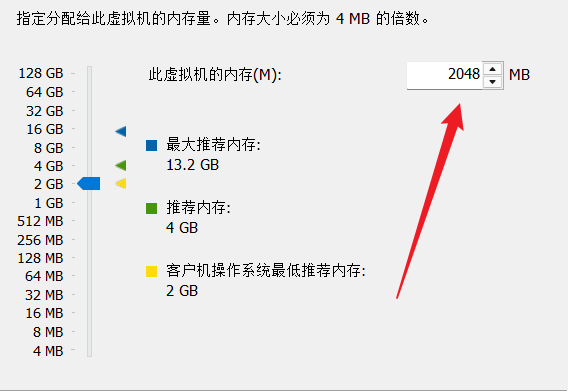 指定分配给此虚拟机的内存量。内存大小必须为 4 MB 的倍数。
128 GB
此虚拟机的内存(M):
2048
MB
64 GB
32 GB
16 GB
8 GB
4 GB
2 GB
1 GB
512 MB
256 MB
128 MB
64 MB
32 MB
16 MB
8 MB
4 MB
最大推荐内存:
13.2 GB
推荐内存:
4 GB
客户机操作系统最低推荐内存:
2 GB